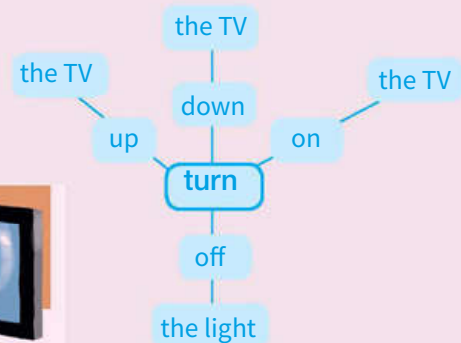 the TV
the TV
the TV
down
up
on
turn
off
the light